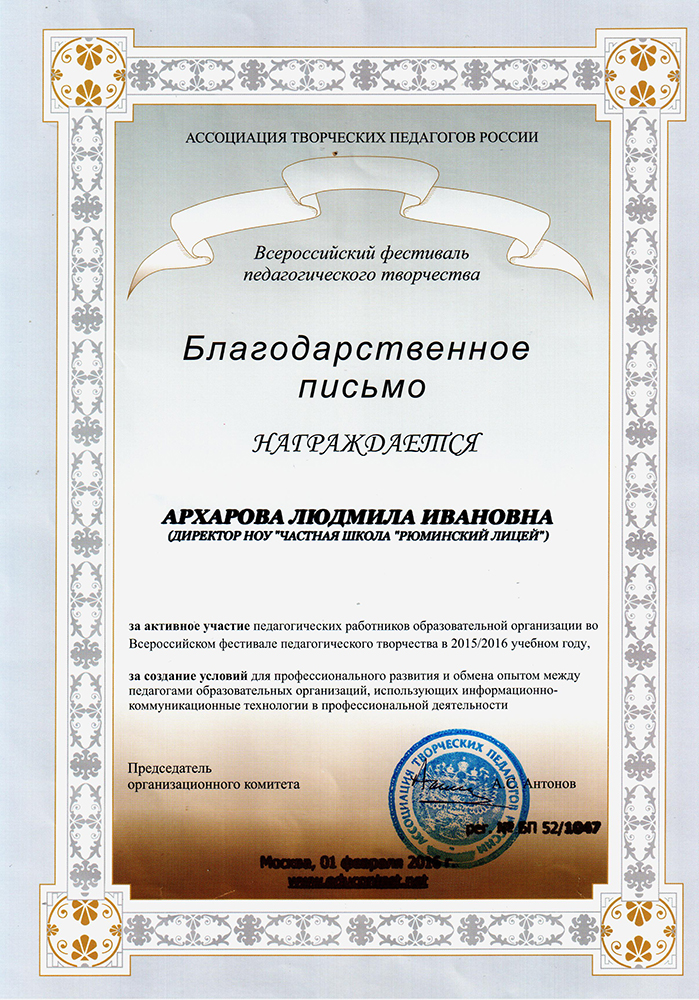 АССОЦИАЦИЯ ТВОРЧЕСКИХ ПЕДАГОГОВ РОССИИ
Всероссийский фестиваль
педагогического творчества
Благодарственное
письмо
НАГРАЖДАЕТСЯ
АРХАРОВА ЛЮДМИЛА ИВАНОВНА
(ДИРЕКТОР НОУ "ЧАСТНАЯ ШКОЛА "РЮМИНСКИЙ ЛИЦЕЙ")
за активное участие педагогических работников образовательной организации во
Всероссийском фестивале педагогического творчества в 2015/2016 учебном году,
за создание условий для профессионального развития и обмена опытом между
педагогами образовательных организаций, использующих информационно-
коммуникационные технологии в профессиональной деятельности
Председатель
организационного комитета
АССОЦИАЦИЯ ТВОРЧЕСКИХ ПЕДАГОГОВ РОССИИ
Антонов
рег. № БП 52/1047
Москва, 01 февраля 2016 г.
www.educontest.net